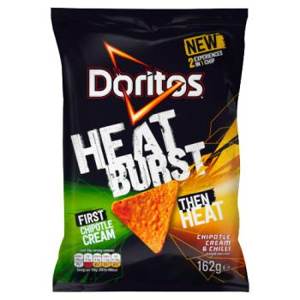 NEW
2 EXPERIENCES
IN 1 CHIP
Doritos
HEAT
BURST
FIRST
CHIPOTLE
CREAM
THEN
HEAT
CHIPOTLE
CREAM & CHILLI
162g